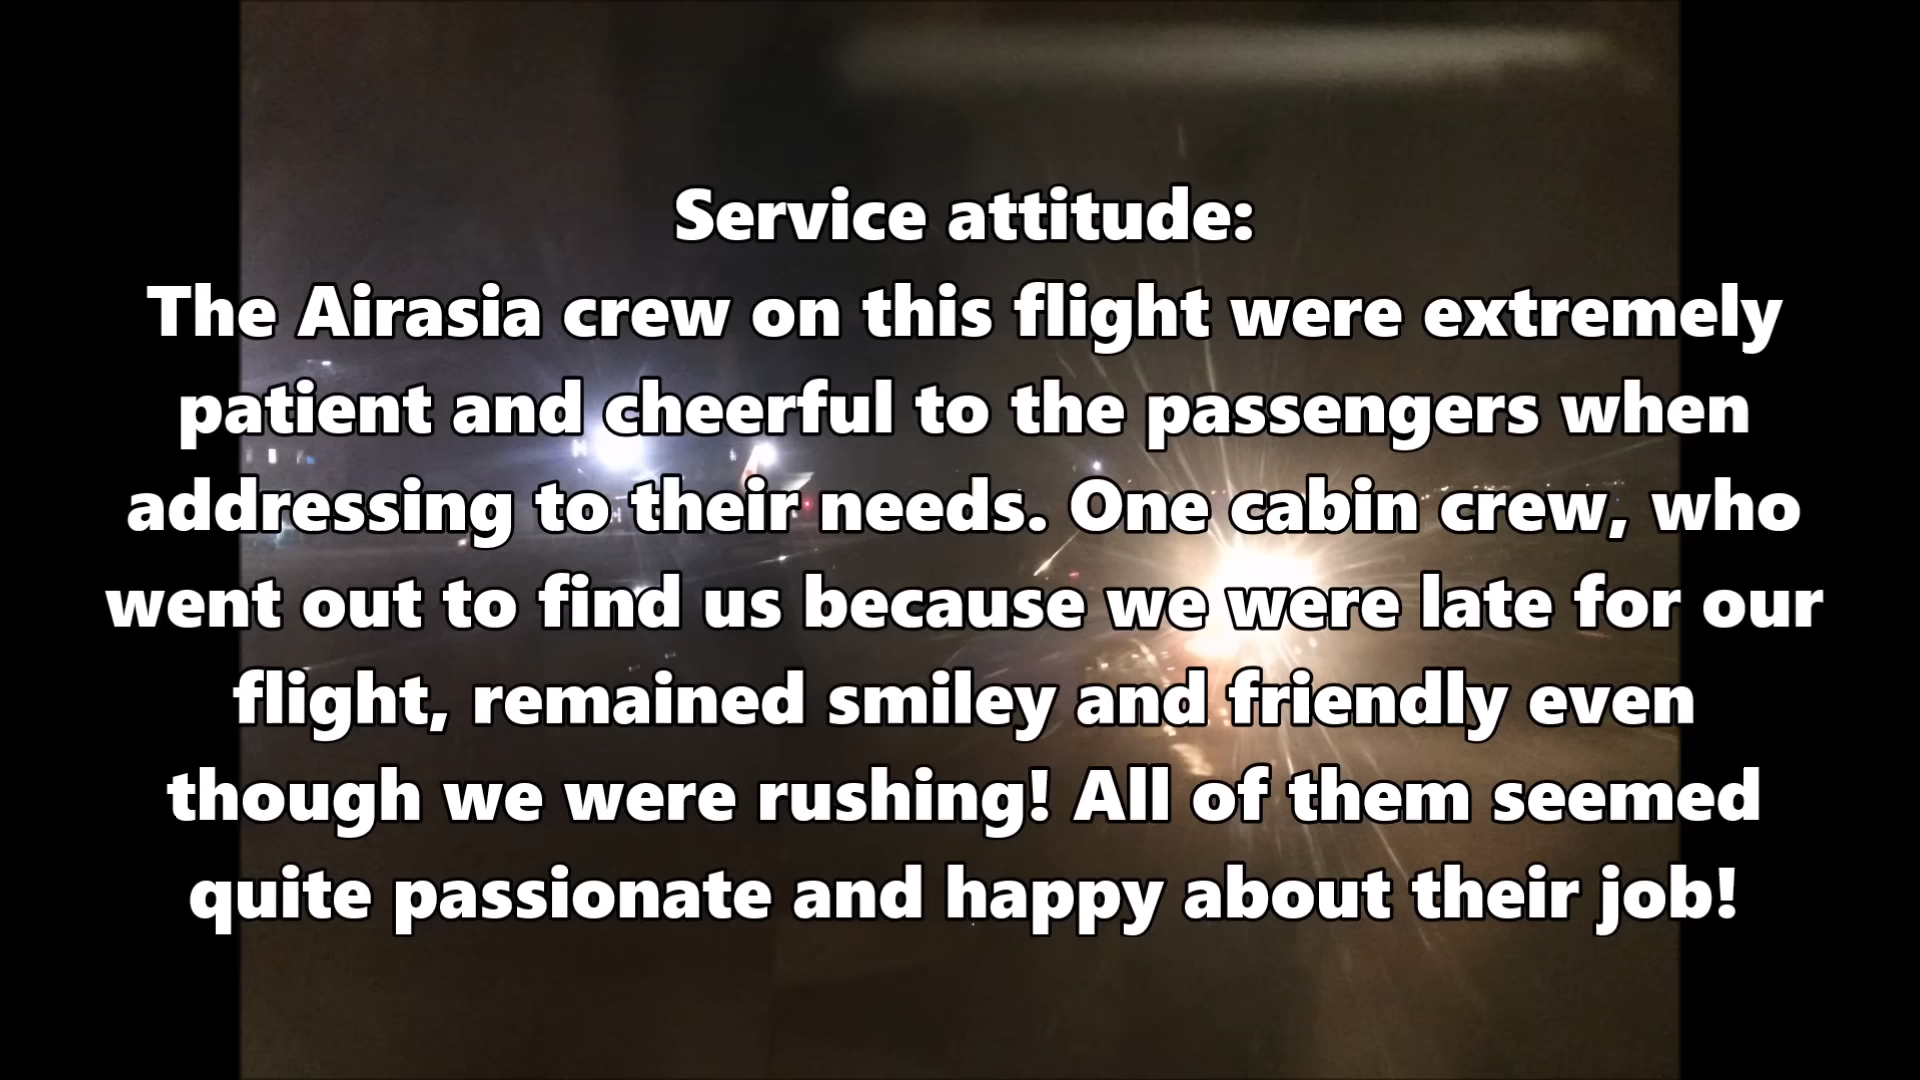 Service attitude:
The Airasia crew on this flight were extremely
patient and cheerful to the passengers when
addressing to their needs. One cabin crew, who
went out to find us because we were late for our
flight, remained smiley and friendly even
though we were rushing! All of them seemed
quite passionate and happy about their job!